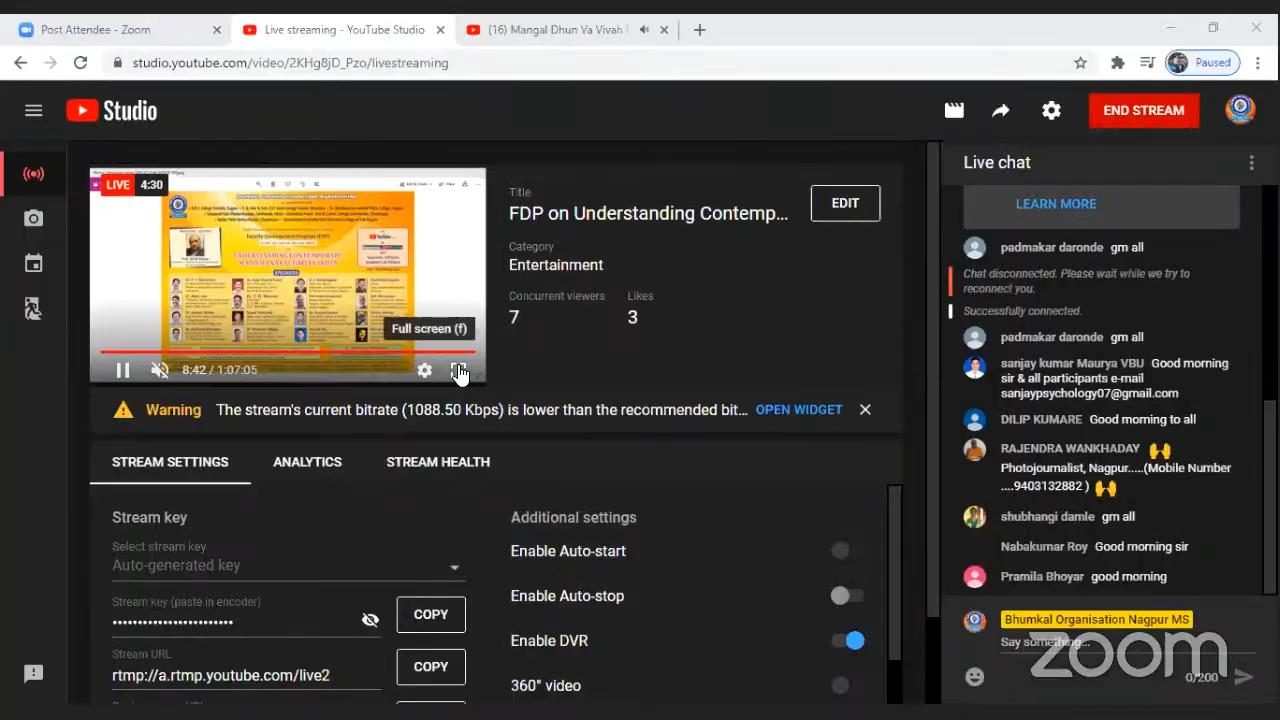 Post Attendee - Zoom
Live streaming - YouTube Studio
(16) Mangal Dhun Va Vivah
studio.youtube.com/video/2KHg8jD_Pzo/livestreaming
Paused
Studio
END STREAM
LIVE 4:30
UNDERSTANDING CONTEMPORARY
SPEAKERS
Full screen (f)
8:42 / 1:07:05
Title
FDP on Understanding Contemp...
EDIT
Category
Entertainment
Concurrent viewers
Likes
7
3
Warning The stream's current bitrate (1088.50 Kbps) is lower than the recommended bit...
OPEN WIDGET
STREAM SETTINGS
ANALYTICS
STREAM HEALTH
Stream key
Select stream key
Auto-generated key
Stream key (paste in encoder)
COPY
Stream URL
rtmp://a.rtmp.youtube.com/live2
COPY
Additional settings
Enable Auto-start
Enable Auto-stop
Enable DVR
360° video
Live chat
LEARN MORE
padmakar daronde gm all
Chat disconnected. Please wait while we try to
reconnect you.
Successfully connected.
padmakar daronde gm all
sanjay kumar Maurya VBU Good morning
sir & all participants e-mail
sanjaypsychology07@gmail.com
DILIP KUMARE Good morning to all
RAJENDRA WANKHADAY
Photojournalist, Nagpur.....(Mobile Number
....9403132882 )
shubhangi damle gm all
Nabakumar Roy Good morning sir
Pramila Bhoyar good morning
Bhumkal Organisation Nagpur MS
Say something...
zoom
0/200